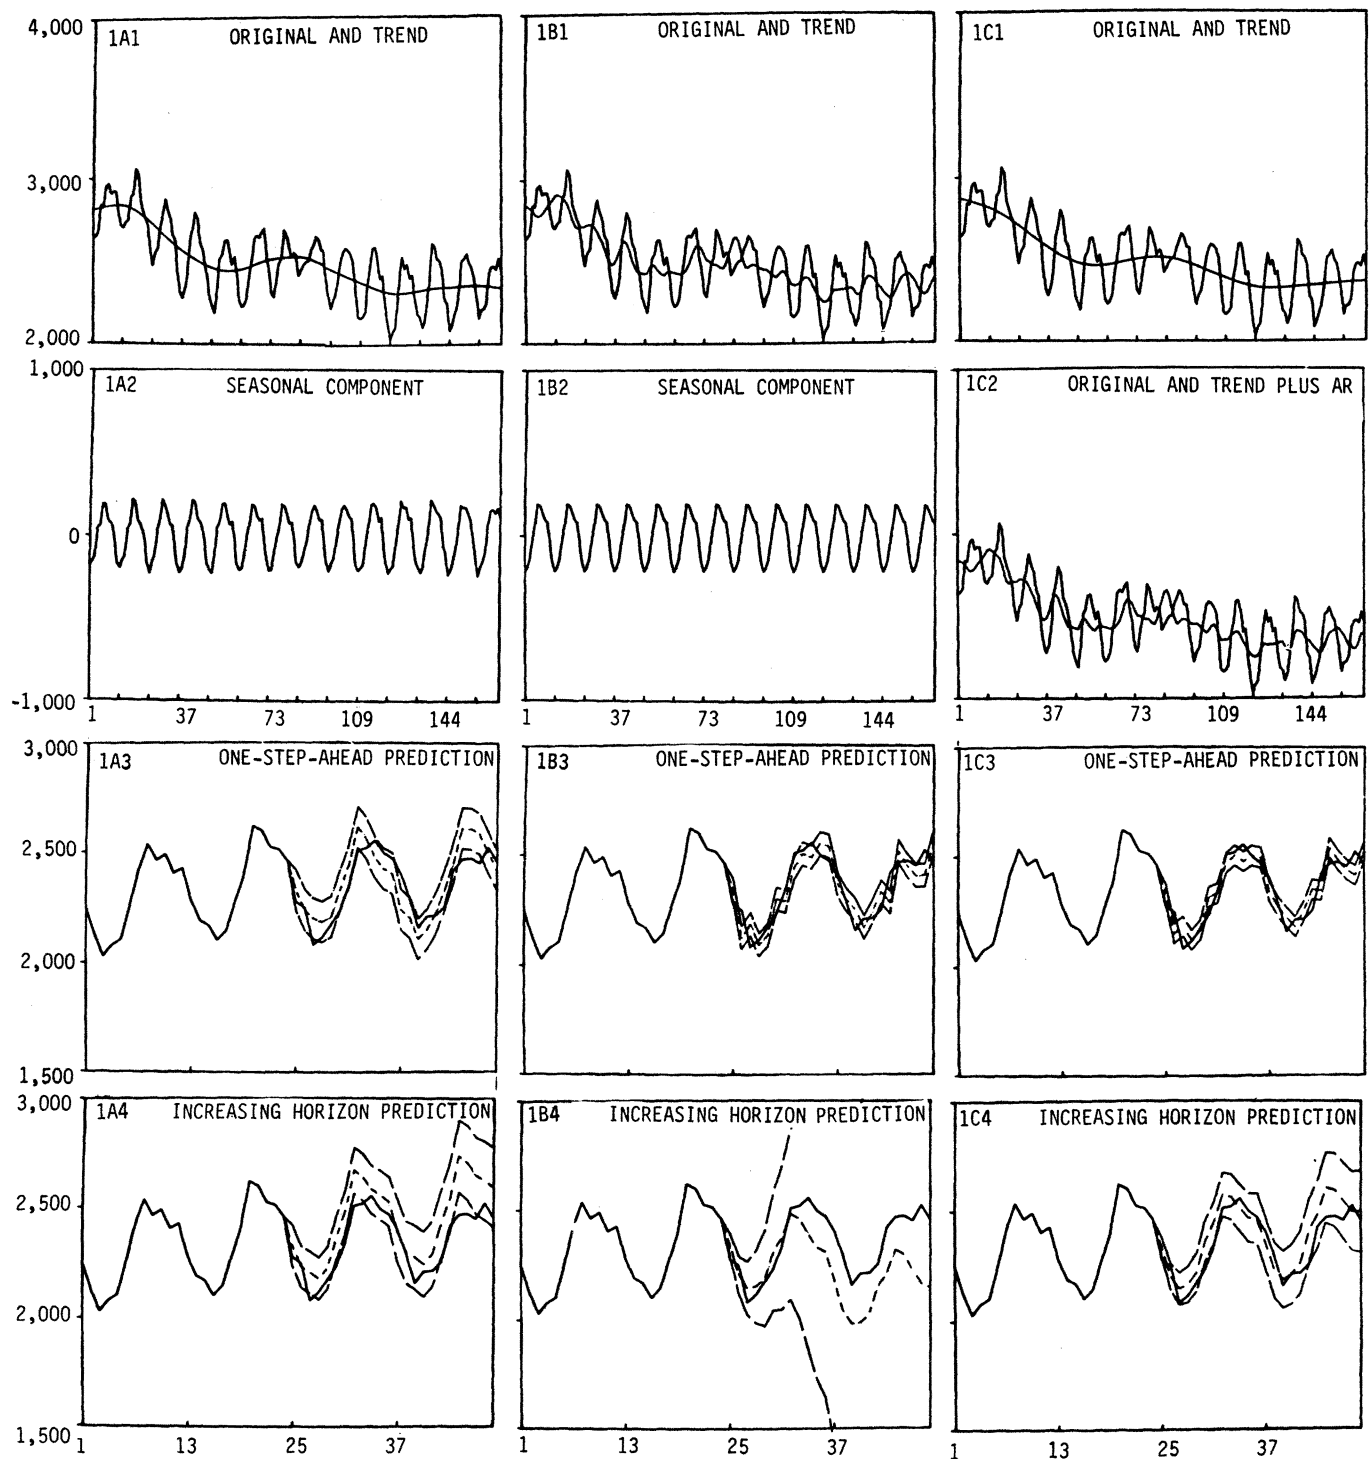 4,000
1A1 ORIGINAL AND TREND
1B1 ORIGINAL AND TREND
1C1 ORIGINAL AND TREND
3,000
2,000
1,000
1A2 SEASONAL COMPONENT
1B2 SEASONAL COMPONENT
1C2 ORIGINAL AND TREND PLUS AR
0
-1,000
1 37 73 109 144
1 37 73 109 144
1 37 73 109 144
3,000
1A3 ONE-STEP-AHEAD PREDICTION
1B3 ONE-STEP-AHEAD PREDICTION
1C3 ONE-STEP-AHEAD PREDICTION
2,500
2,000
1,500
3,000
1A4 INCREASING HORIZON PREDICTION
1B4 INCREASING HORIZON PREDICTION
1C4 INCREASING HORIZON PREDICTION
2,500
2,000
1,500
1 13 25 37
1 13 25 37
1 13 25 37